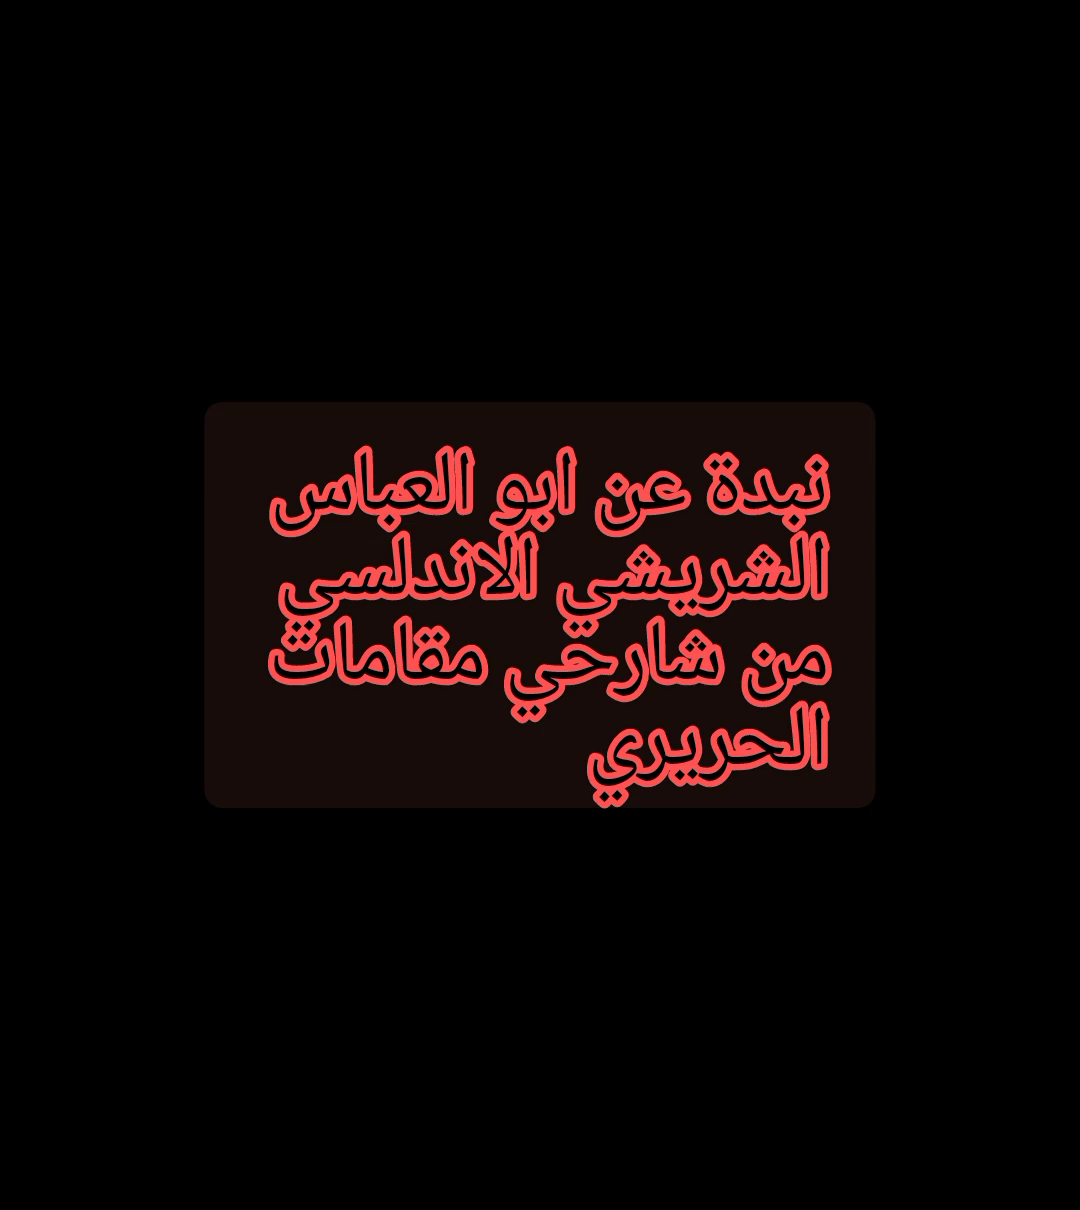 نبدة عن ابو العباس
الشريشي الاندلسي
من شارحي مقامات
الحريري